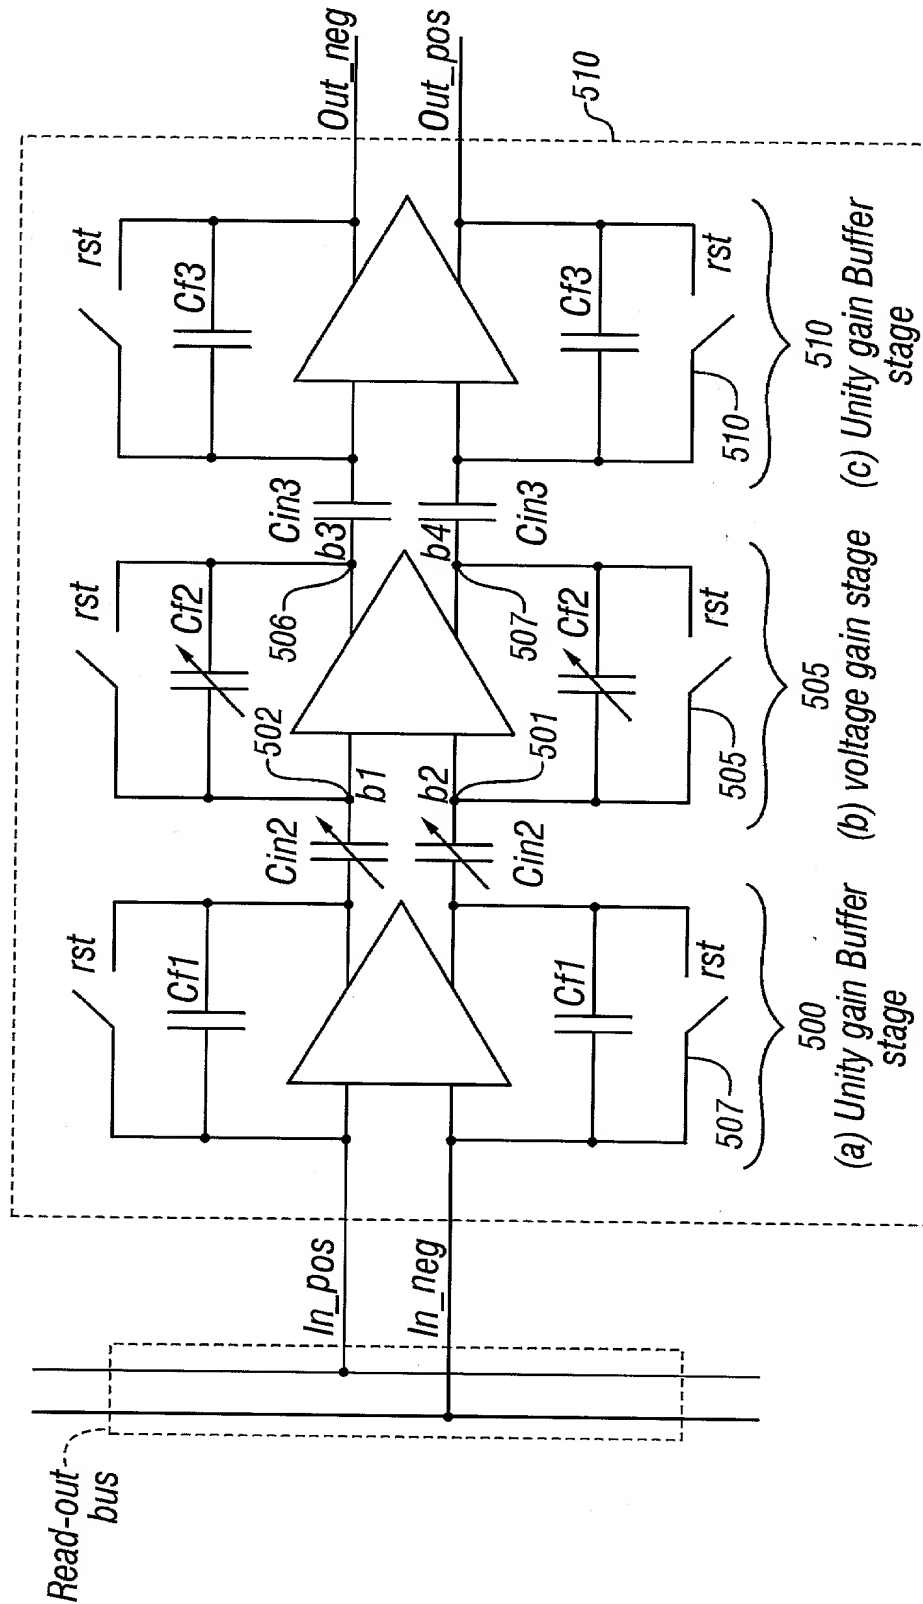 Read-out
bus
In_pos
In_neg
rst
Cf1
Cf1
rst
507
500
(a) Unity gain Buffer
stage
Cin2
Cin2
502
b1
b2
501
rst
Cf2
Cf2
rst
505
505
(b) voltage gain stage
506
b3
b4
507
Cin3
Cin3
rst
Cf3
Cf3
rst
510
510
(c) Unity gain Buffer
stage
Out_neg
Out_pos
510